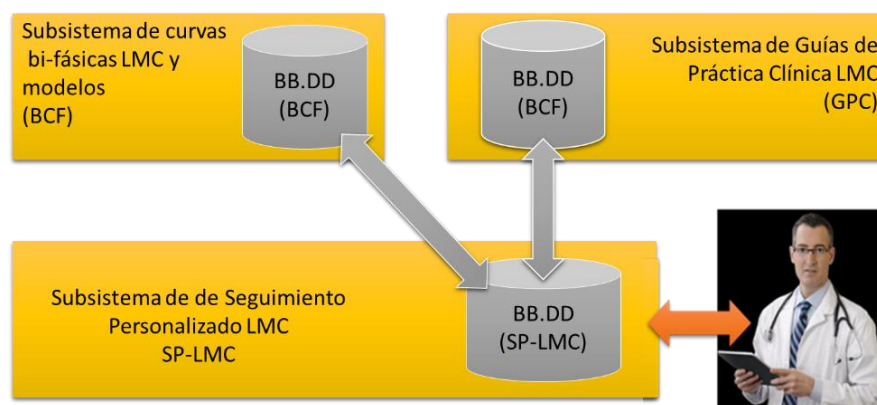 Subsistema de curvas
bi-fásicas LMC y
modelos
(BCF)
BB.DD
(BCF)
BB.DD
(BCF)
Subsistema de Guías de
Práctica Clínica LMC
(GPC)
Subsistema de de Seguimiento
Personalizado LMC
SP-LMC
BB.DD
(SP-LMC)